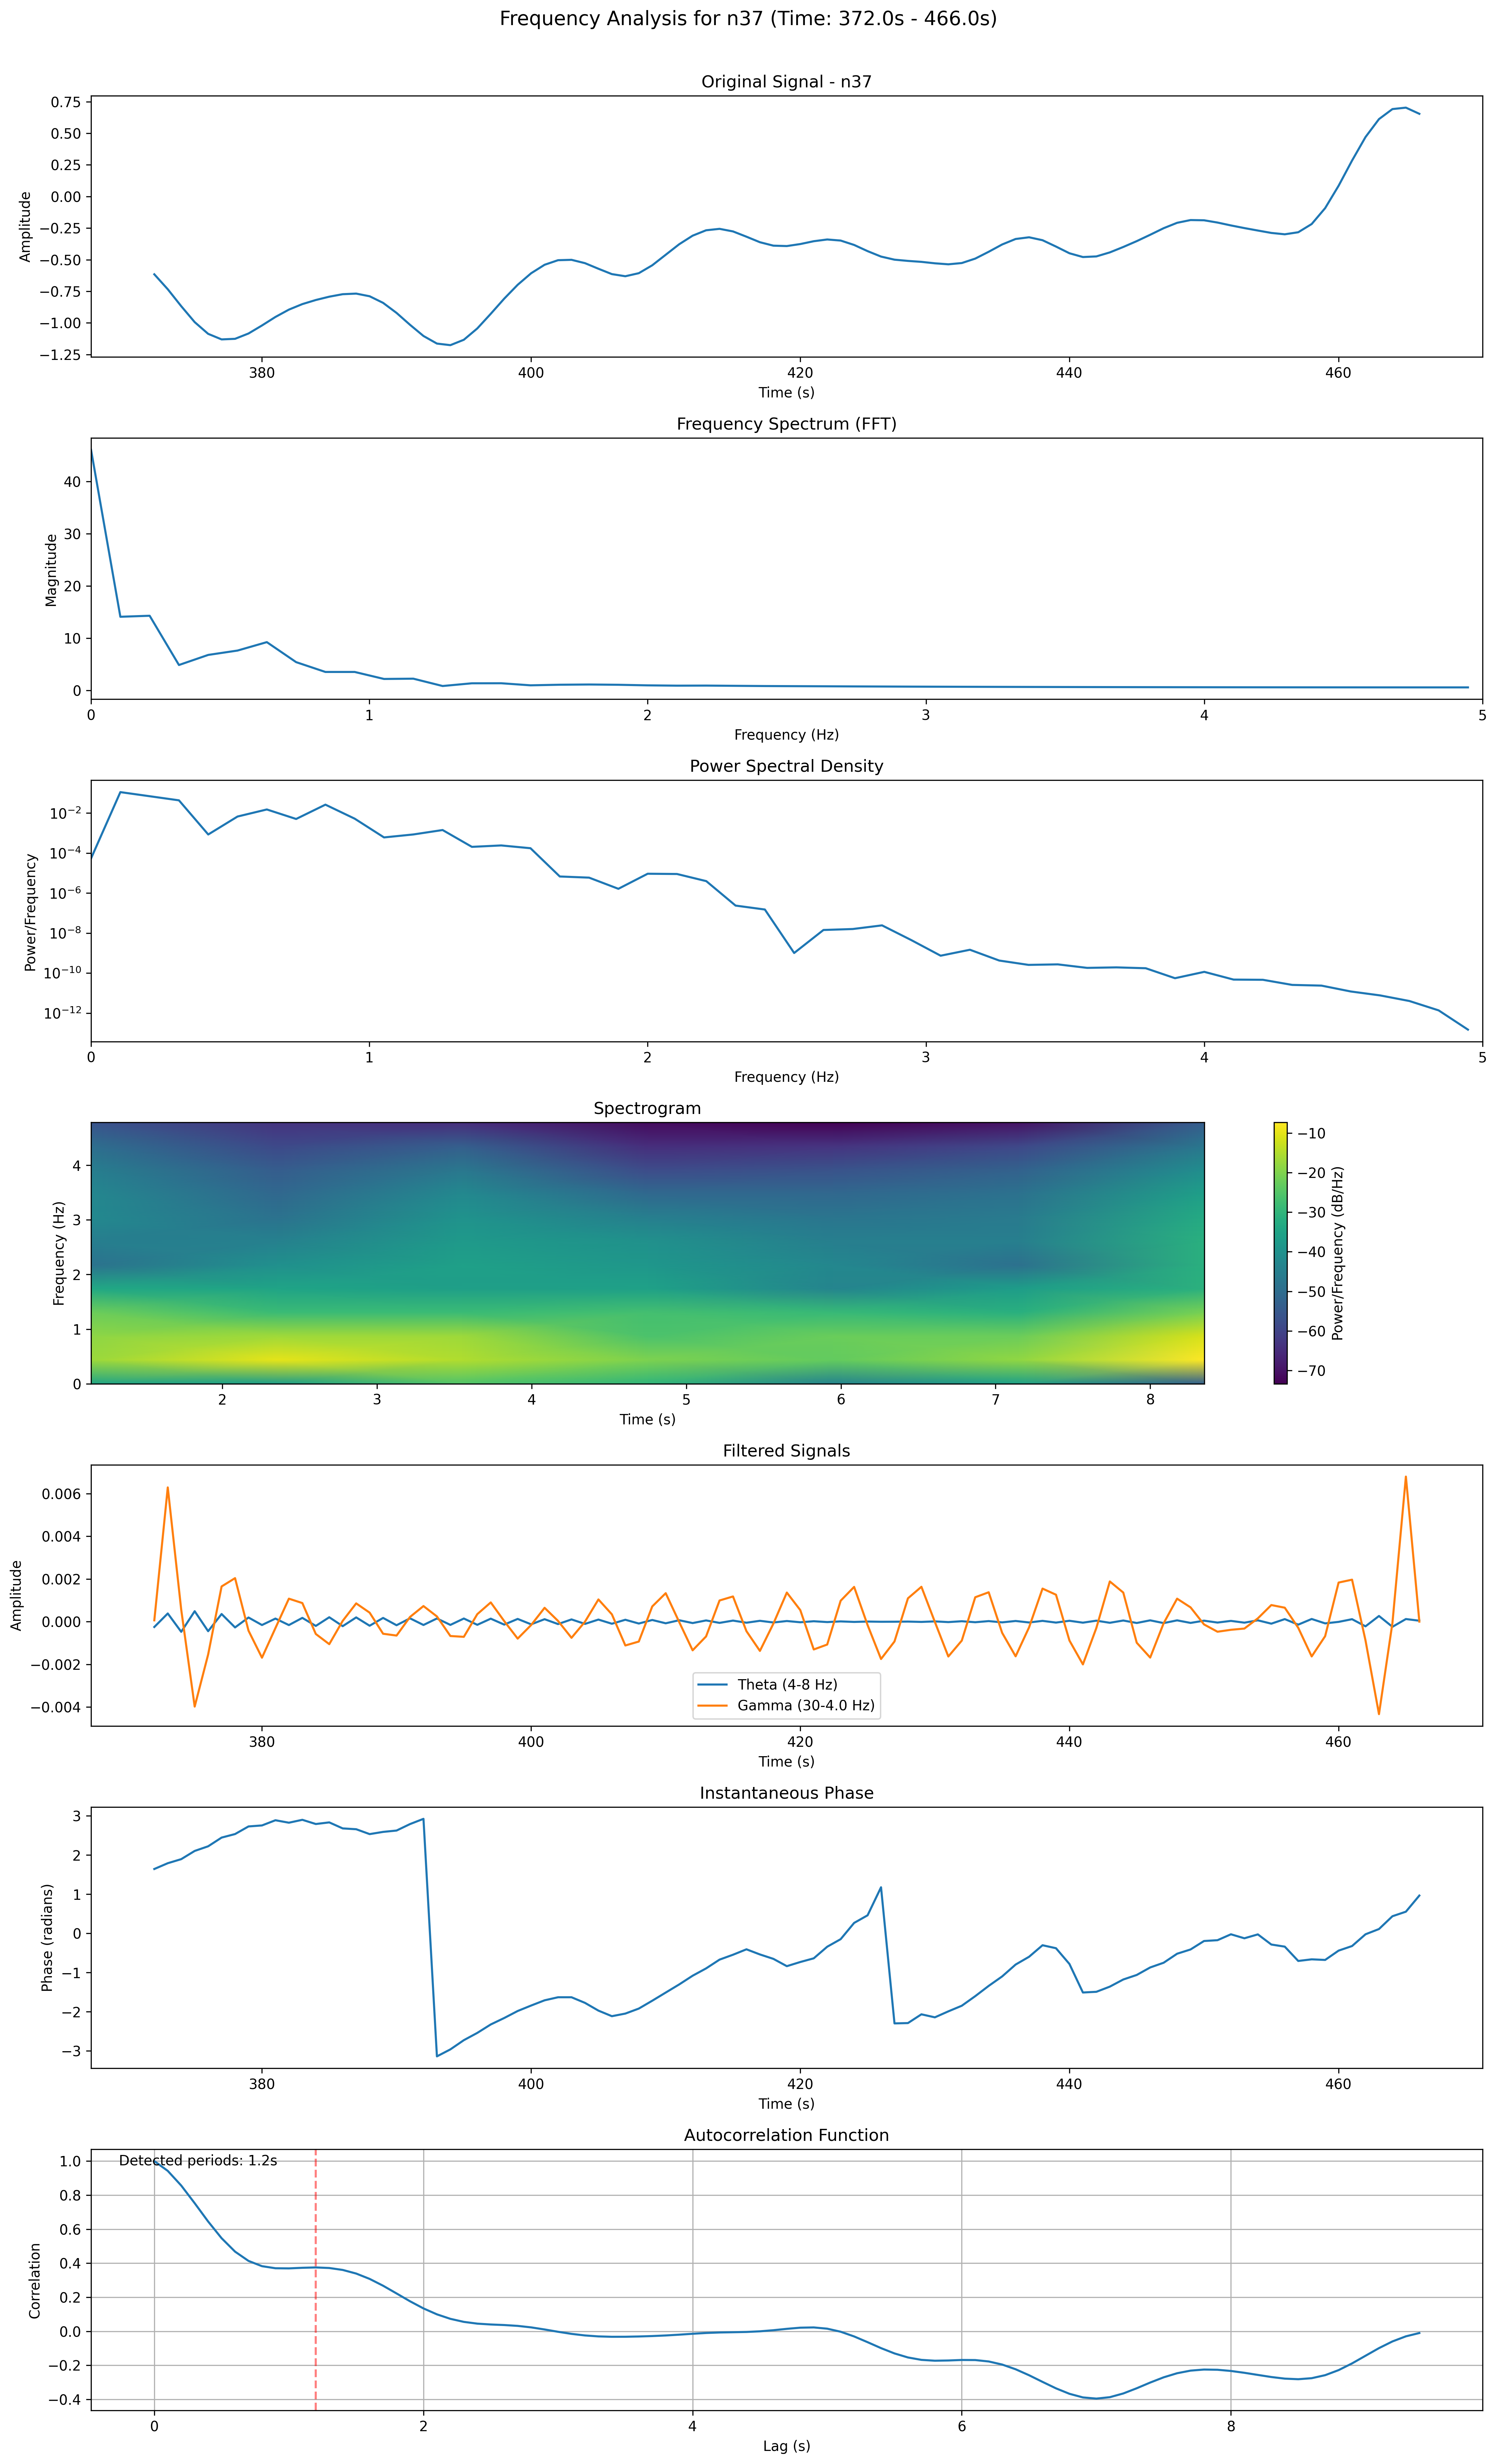 Frequency Analysis for n37 (Time: 372.0s - 466.0s)
Original Signal - n37
Amplitude
0.75
0.50
0.25
0.00
−0.25
−0.50
−0.75
−1.00
−1.25
380 400 420 440 460
Time (s)
Frequency Spectrum (FFT)
Magnitude
40
30
20
10
0
0 1 2 3 4 5
Frequency (Hz)
Power Spectral Density
Power/Frequency
10⁻²
10⁻⁴
10⁻⁶
10⁻⁸
10⁻¹⁰
10⁻¹²
0 1 2 3 4 5
Frequency (Hz)
Spectrogram
Frequency (Hz)
4
3
2
1
0
2 3 4 5 6 7 8
Time (s)
−10
−20
−30
−40
−50
−60
−70
Power/Frequency (dB/Hz)
Filtered Signals
Amplitude
0.006
0.004
0.002
0.000
−0.002
−0.004
Theta (4-8 Hz)
Gamma (30-4.0 Hz)
380 400 420 440 460
Time (s)
Instantaneous Phase
Phase (radians)
3
2
1
0
−1
−2
−3
380 400 420 440 460
Time (s)
Autocorrelation Function
Detected periods: 1.2s
Correlation
1.0
0.8
0.6
0.4
0.2
0.0
−0.2
−0.4
0 2 4 6 8
Lag (s)